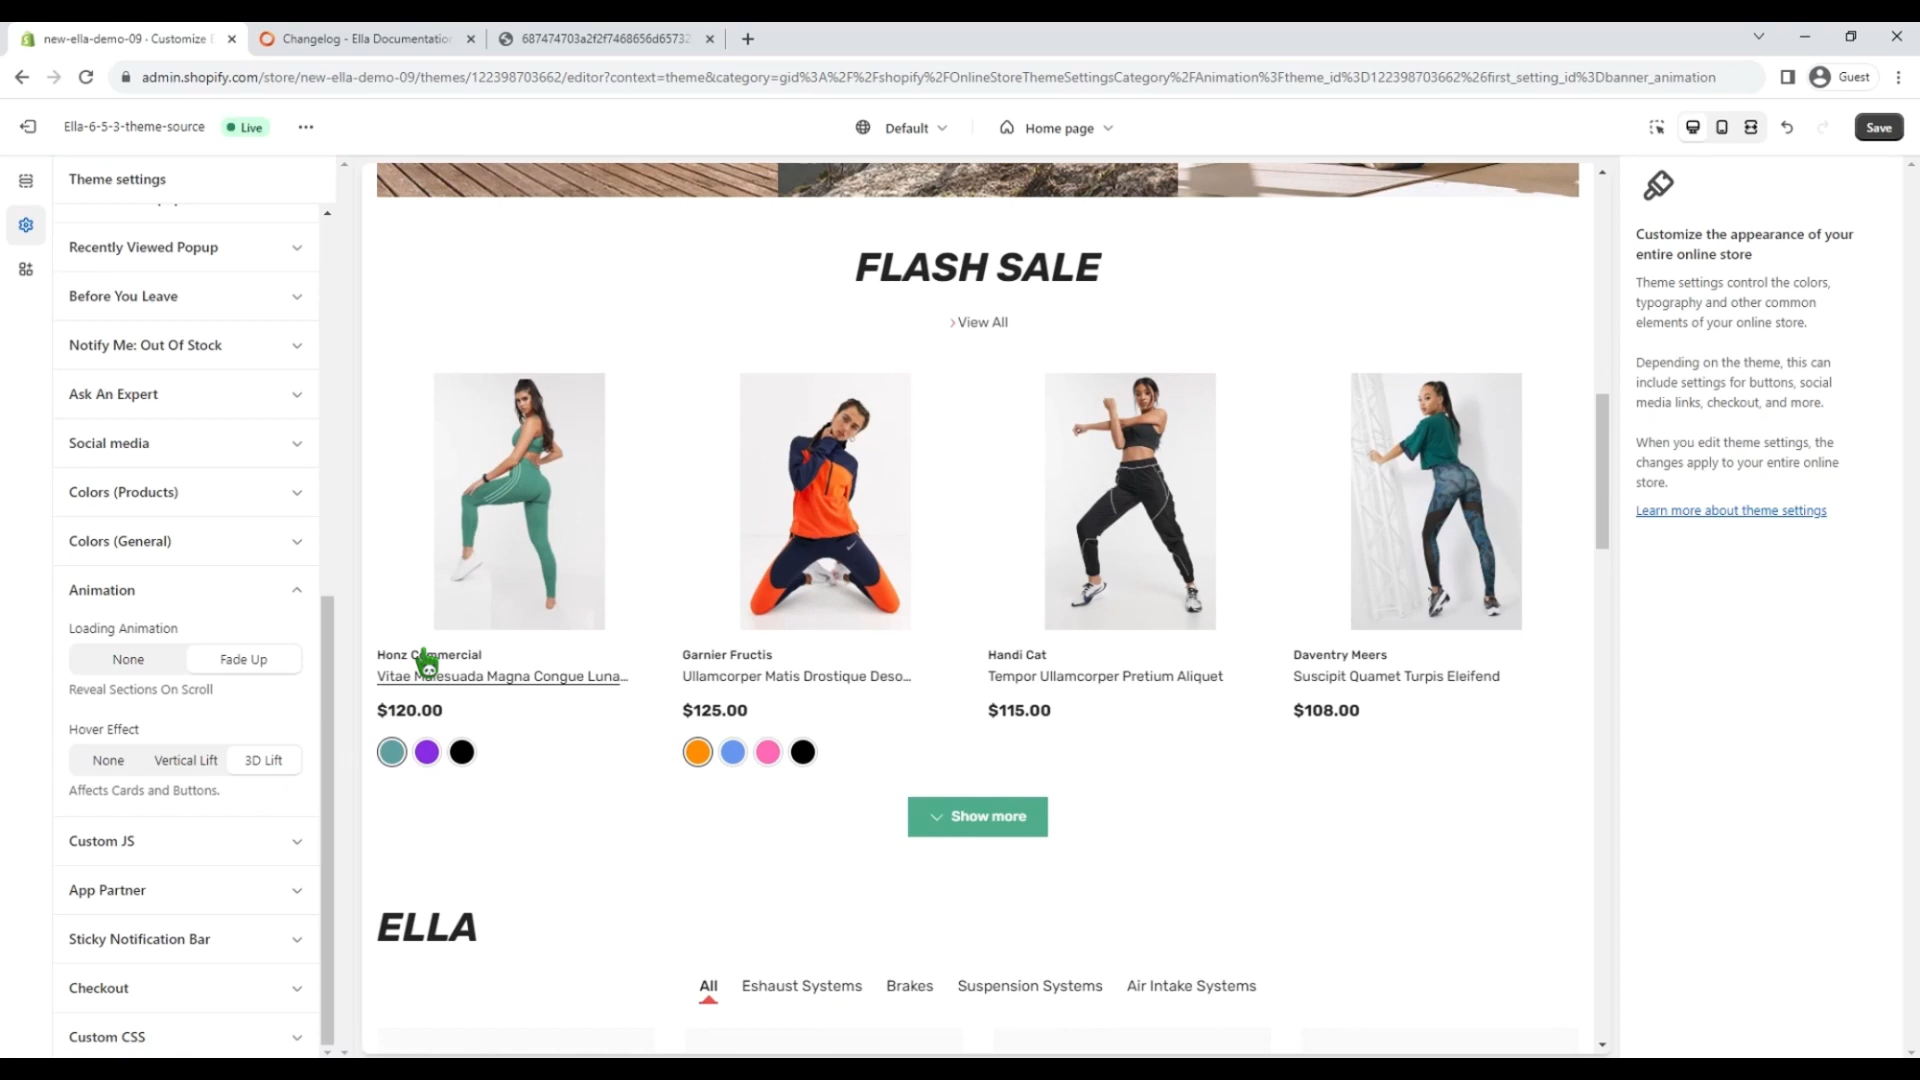 new-ella-demo-09 · Customize E
Changelog - Ella Documentation
687474703a2f2f7468656d65732
admin.shopify.com/store/new-ella-demo-09/themes/122398703662/editor?context=theme&category=gid%3A%2F%2Fshopify%2FOnlineStoreThemeSettingsCategory%2FAnimation%3Ftheme_id%3D122398703662%26first_setting_id%3Dbanner_animation
Guest
Ella-6-5-3-theme-source
Live
Default
Home page
Save
Theme settings
Recently Viewed Popup
Before You Leave
Notify Me: Out Of Stock
Ask An Expert
Social media
Colors (Products)
Colors (General)
Animation
Loading Animation
None
Fade Up
Reveal Sections On Scroll
Hover Effect
None
Vertical Lift
3D Lift
Affects Cards and Buttons.
Custom JS
App Partner
Sticky Notification Bar
Checkout
Custom CSS
FLASH SALE
View All
Honz Commercial
Vitae Malesuada Magna Congue Luna...
$120.00
Garnier Fructis
Ullamcorper Matis Drostique Deso...
$125.00
Handi Cat
Tempor Ullamcorper Pretium Aliquet
$115.00
Daventry Meers
Suscipit Quamet Turpis Eleifend
$108.00
Show more
ELLA
All
Eshaust Systems
Brakes
Suspension Systems
Air Intake Systems
Customize the appearance of your
entire online store
Theme settings control the colors,
typography and other common
elements of your online store.
Depending on the theme, this can
include settings for buttons, social
media links, checkout, and more.
When you edit theme settings, the
changes apply to your entire online
store.
Learn more about theme settings